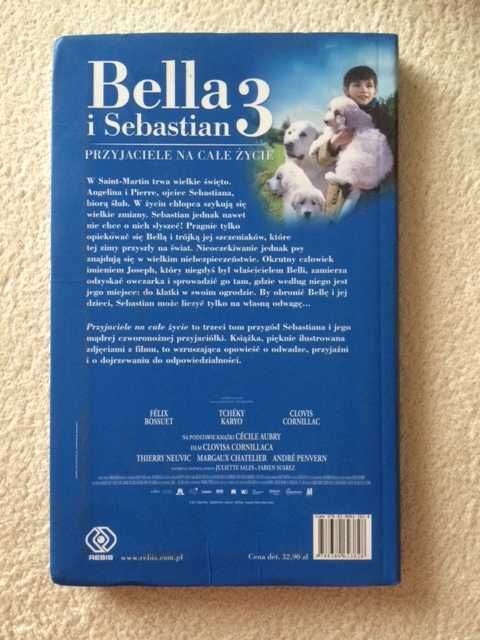 Bella 3
i Sebastian
PRZYJACIELE NA CAŁE ŻYCIE
W Saint-Martin trwa wielkie święto.
Angelina i Pierre, ojciec Sebastiana,
biorą ślub. W życiu chłopca szykują się
wielkie zmiany. Sebastian jednak nawet
nie chce o nich słyszeć! Pragnie tylko
opiekować się Bellą i trójką jej szczeniaków, które
tej zimy przyszły na świat. Nieoczekiwanie jednak psy
znajdują się w wielkim niebezpieczeństwie. Okrutny człowiek
imieniem Joseph, który niegdyś był właścicielem Belli, zamierza
odzyskać owczarka i sprowadzić go tam, gdzie według niego jest
jego miejsce: do klatki w swoim ogrodzie. By obronić Bellę i jej
dzieci, Sebastian może liczyć tylko na własną odwagę...
Przyjaciele na całe życie to trzeci tom przygód Sebastiana i jego
mądrej czworonożnej przyjaciółki. Książka, pięknie ilustrowana
zdjęciami z filmu, to wzruszająca opowieść o odwadze, przyjaźni
i o dojrzewaniu do odpowiedzialności.
FÉLIX BOSSUET
TCHÉKY KARYO
CLOVIS CORNILLAC
NA PODSTAWIE KSIĄŻKI CÉCILE AUBRY
FILM CLOVISA CORNILLACA
THIERRY NEUVIC MARGAUX CHATELIER ANDRÉ PENVERN
JULIETTE SALES I FABIEN SUAREZ
REBIS
www.rebis.com.pl
Cena det. 32,90 zł